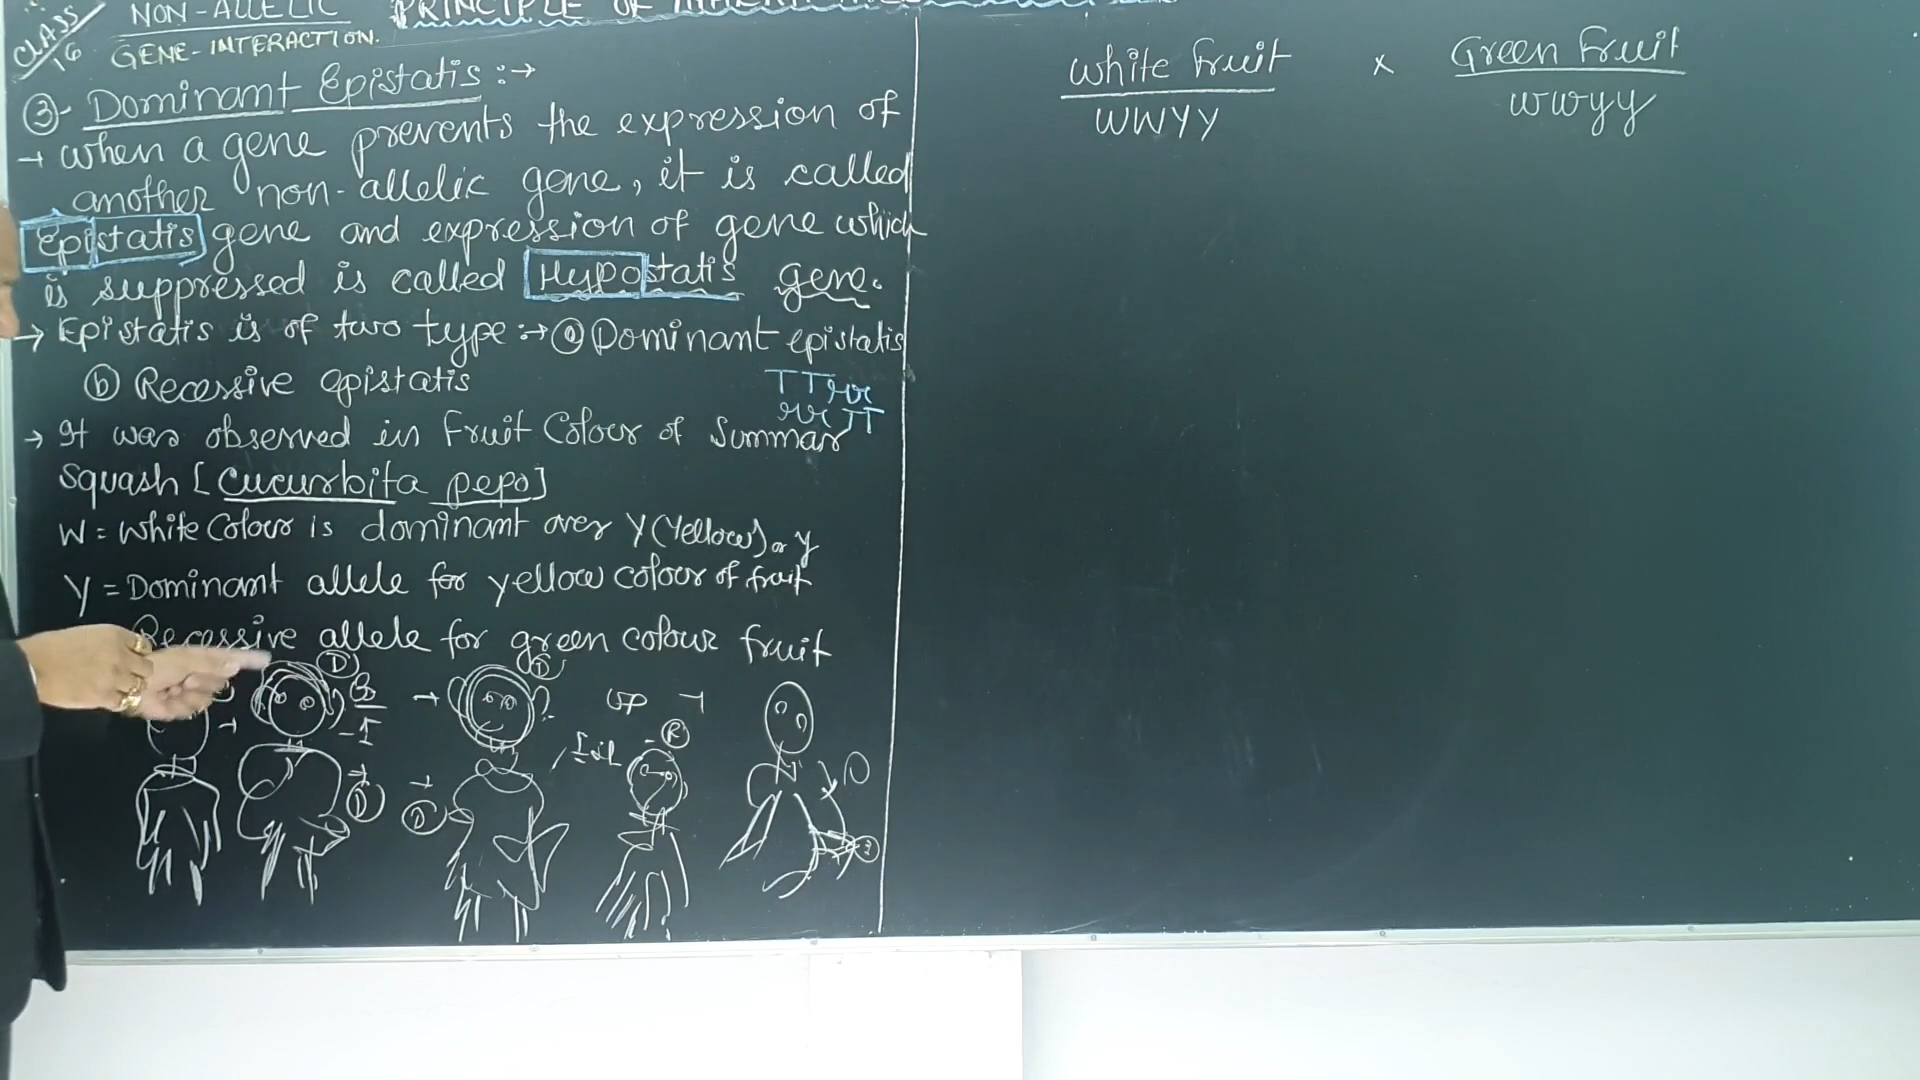 CLASS 16
NON-ALLELIC PRINCIPLE OF
GENE-INTERACTION.
③- Dominant Epistatis :→
→ when a gene prevents the expression of
another non-allelic gene, it is called
Epistatis gene and expression of gene which
is suppressed is called Hypostatis gene.
→ Epistatis is of two type :→ ⓐ Dominant epistatis
ⓑ Recessive epistatis
TTrr
rrTT
→ It was observed in Fruit Colour of Summar
Squash [Cucurbita pepo]
W = White Colour is dominant over Y(Yellow) or y
Y = Dominant allele for yellow colour of fruit
Recessive allele for green colour fruit
White Fruit × Green Fruit
WWYY wwyy
D
D
D
D
R
2